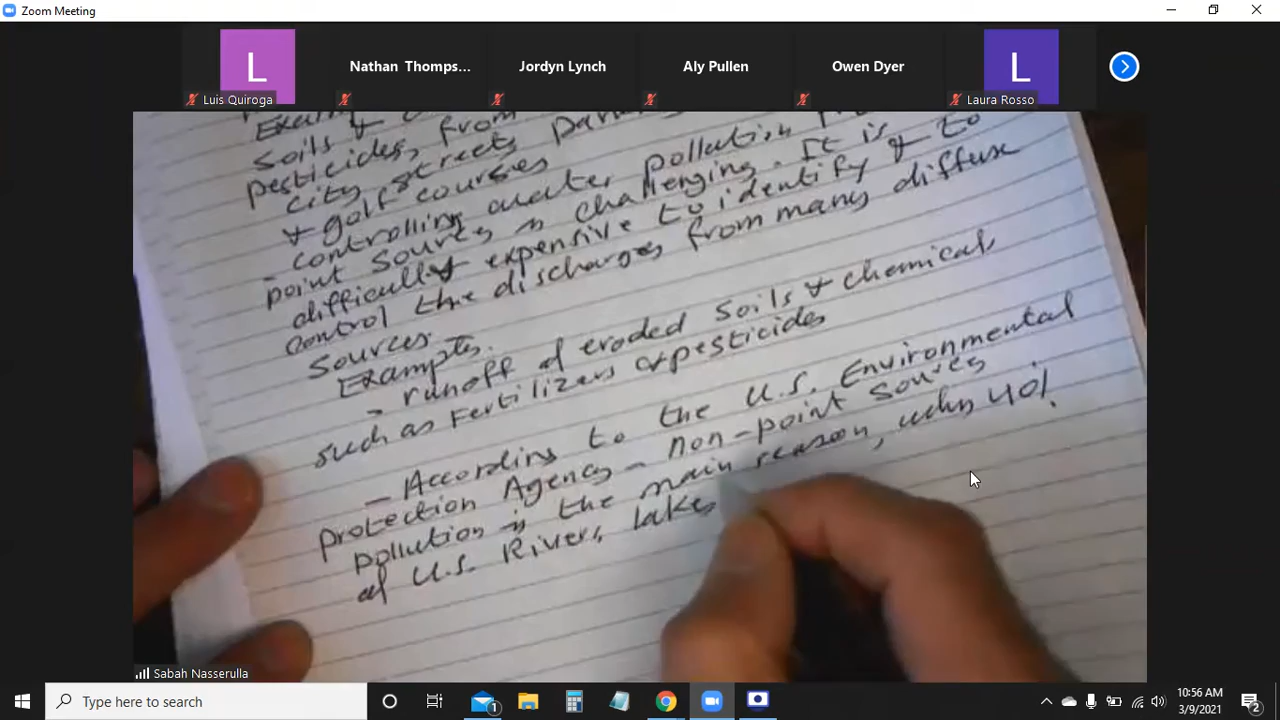 Zoom Meeting
L
Nathan Thomps...
Jordyn Lynch
Aly Pullen
Owen Dyer
L
Luis Quiroga
Laura Rosso
Soils &
pesticides, from
city streets
& golf courses
- controlling water pollution
point sources is challenging. It is
difficult & expensive to identify & to
control the discharges from many diffuse
sources.
Examples.
- runoff of eroded soils & chemical
such as Fertilizers & pesticides
- According to the U.S. Environmental
protection Agency - non-point sources
pollution is the main reason, why 40%
of U.S. Rivers, lakes
Sabah Nasserulla
Type here to search
1
10:56 AM
3/9/2021
2